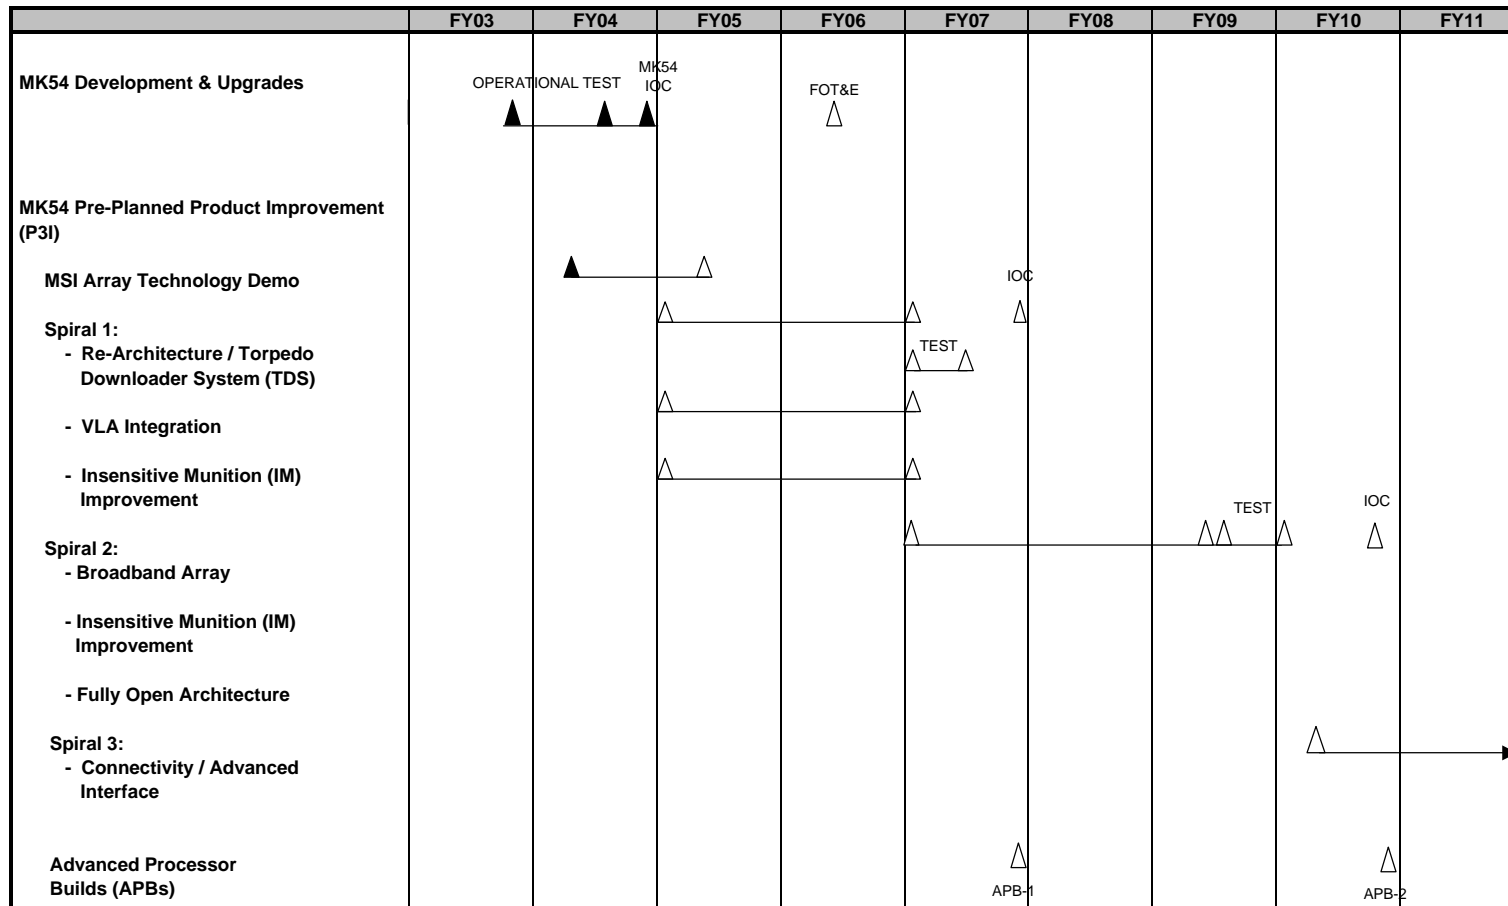 FY03 FY04 FY05 FY06 FY07 FY08 FY09 FY10 FY11
MK54 Development & Upgrades
OPERATIONAL TEST
MK54
IOC
FOT&E
MK54 Pre-Planned Product Improvement
(P3I)
MSI Array Technology Demo
IOC
Spiral 1:
- Re-Architecture / Torpedo
Downloader System (TDS)
TEST
- VLA Integration
- Insensitive Munition (IM)
Improvement
TEST
IOC
Spiral 2:
- Broadband Array
- Insensitive Munition (IM)
Improvement
- Fully Open Architecture
Spiral 3:
- Connectivity / Advanced
Interface
Advanced Processor
Builds (APBs)
APB-1
APB-2